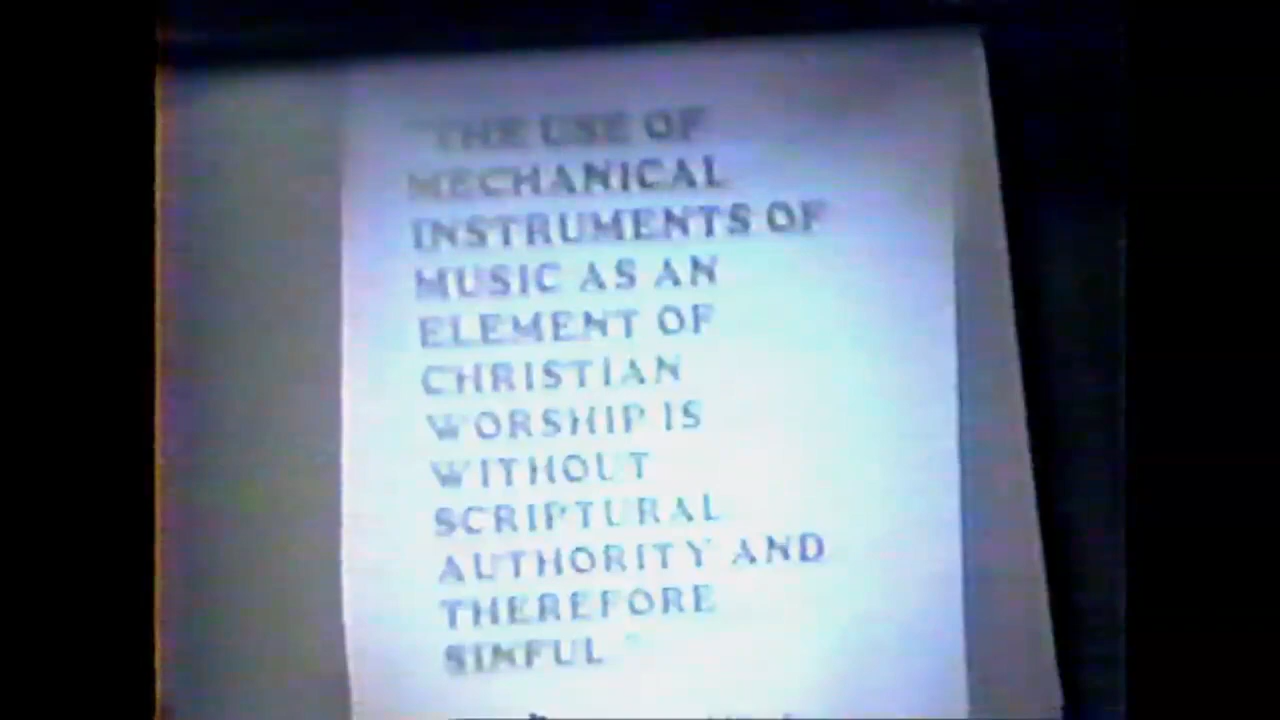 "THE USE OF
MECHANICAL
INSTRUMENTS OF
MUSIC AS AN
ELEMENT OF
CHRISTIAN
WORSHIP IS
WITHOUT
SCRIPTURAL
AUTHORITY AND
THEREFORE
SINFUL."